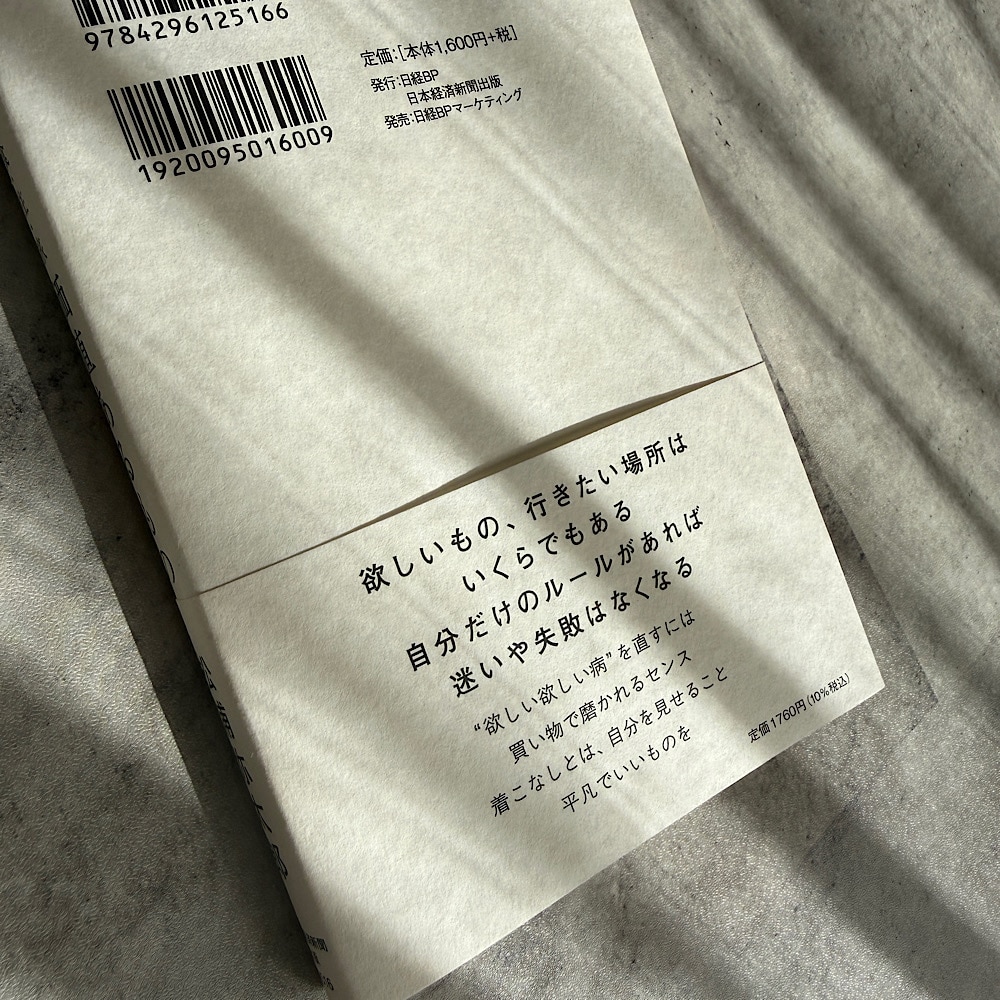 9784296125166
1920095016009
定価：［本体1,600円＋税］
発行：日経BP
日本経済新聞出版
発売：日経BPマーケティング
欲しいもの、行きたい場所は
いくらでもある
自分だけのルールがあれば
迷いや失敗はなくなる
“欲しい欲しい病”を直すには
買い物で磨かれるセンス
着こなしとは、自分を見せること
平凡でいいものを
定価1760円（10%税込）